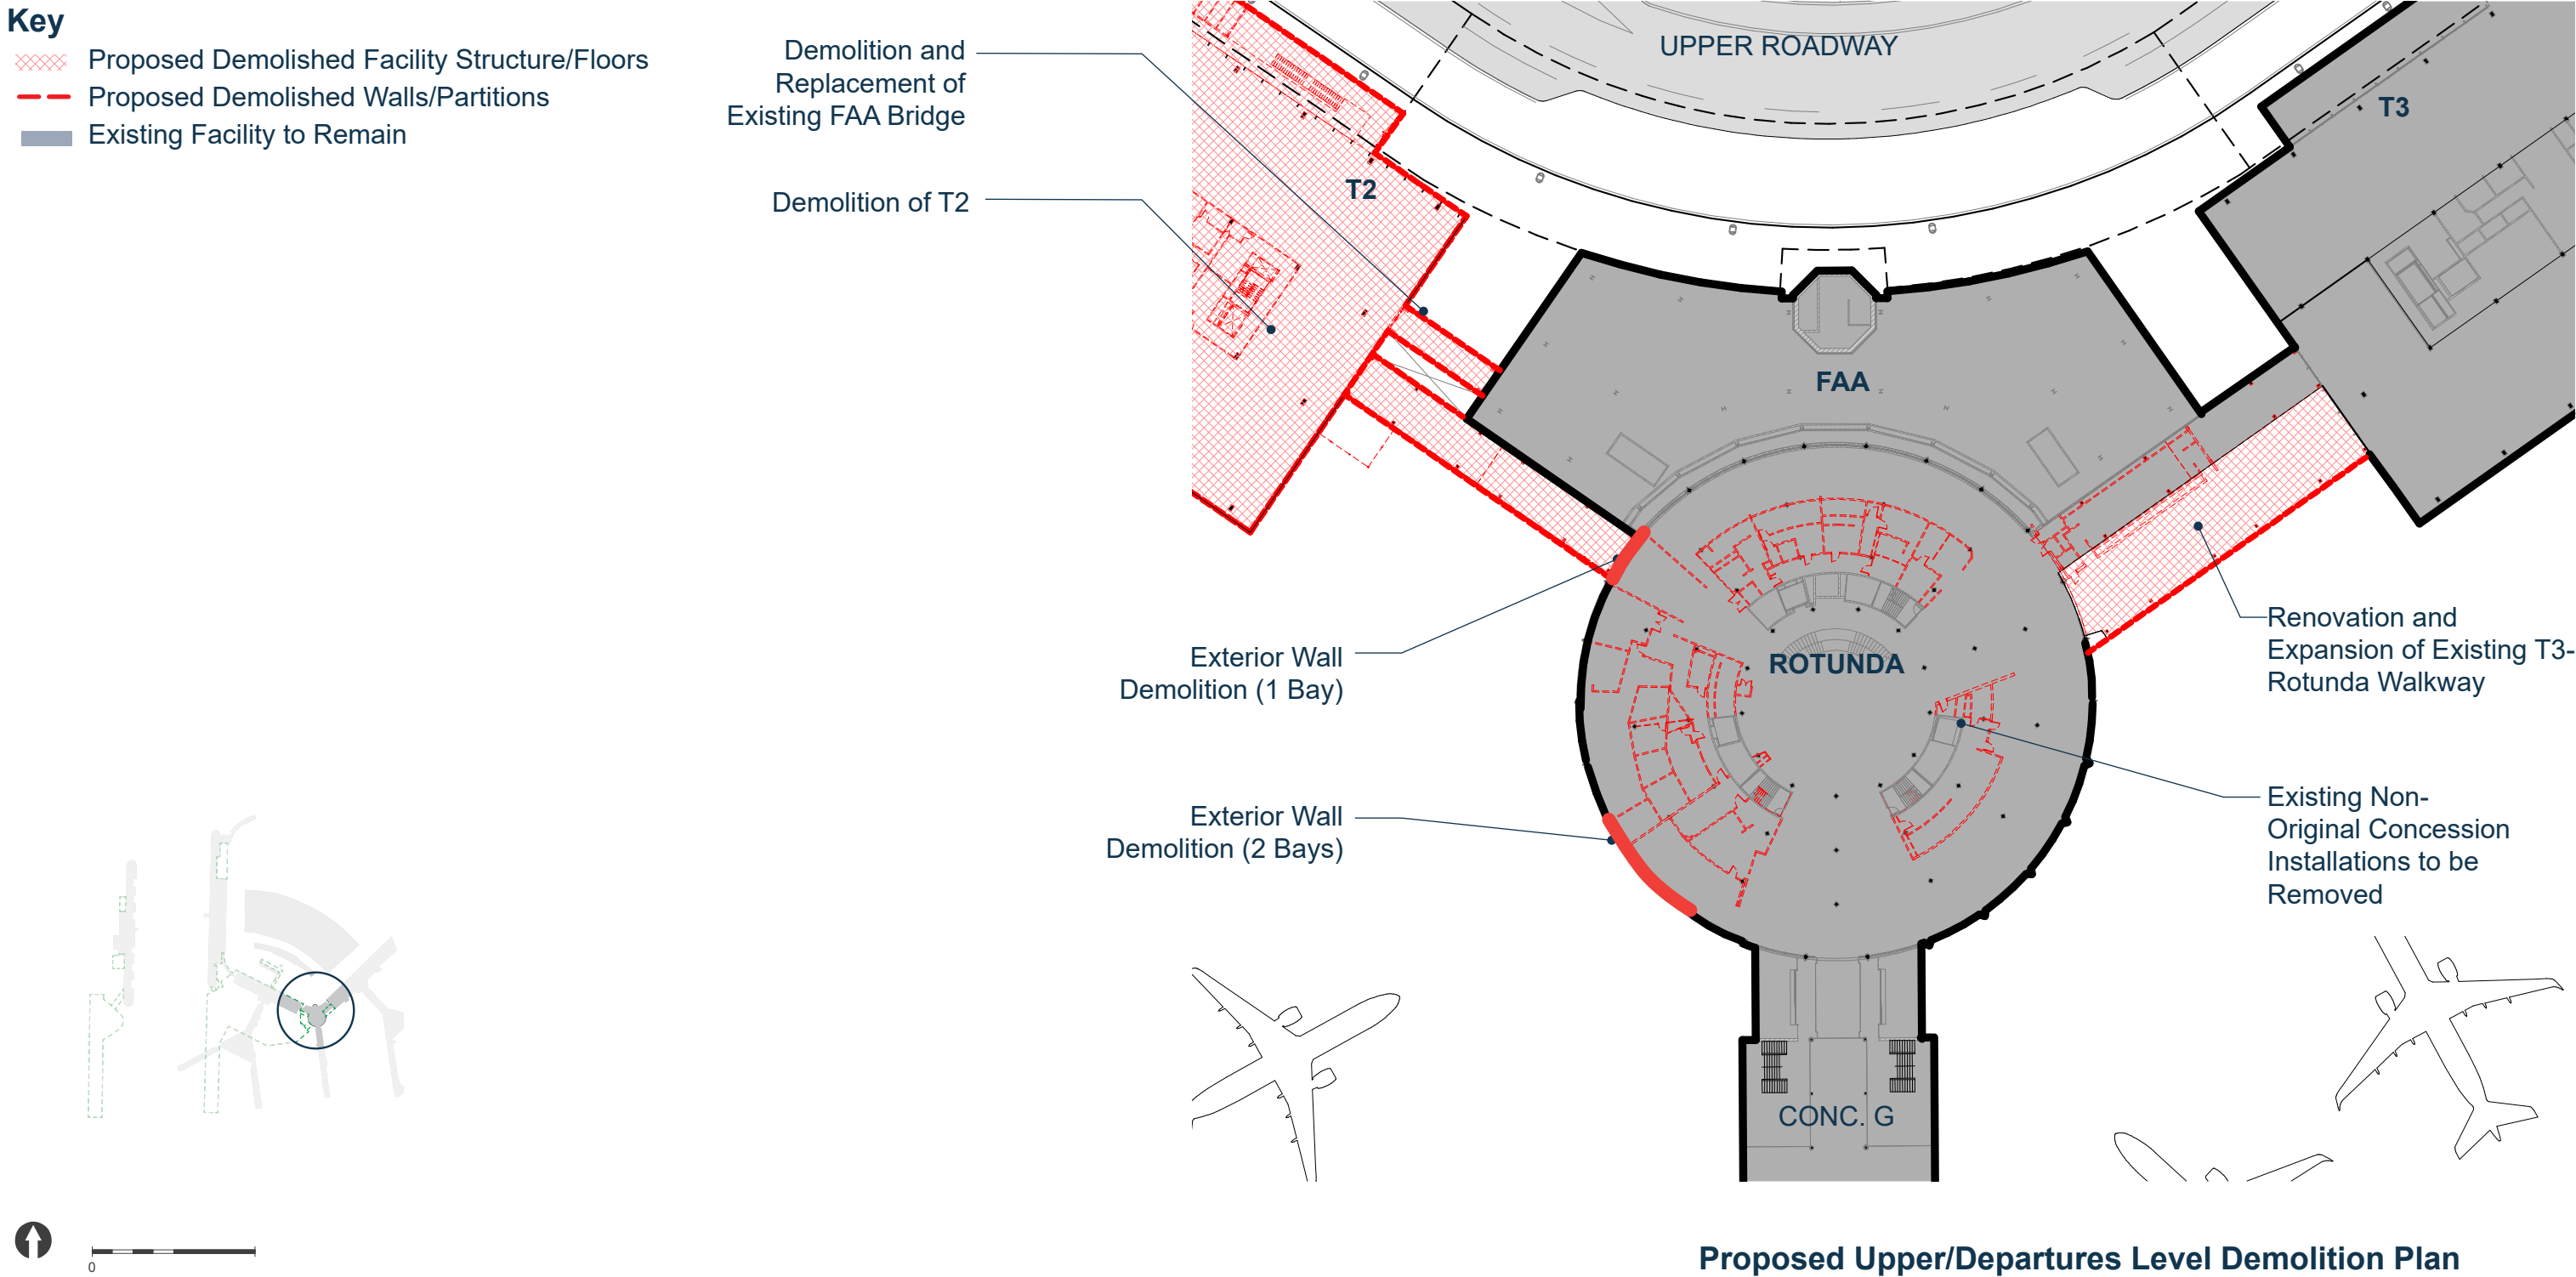 Key
Proposed Demolished Facility Structure/Floors
Proposed Demolished Walls/Partitions
Existing Facility to Remain
Demolition and
Replacement of
Existing FAA Bridge
Demolition of T2
UPPER ROADWAY
T3
T2
FAA
ROTUNDA
Exterior Wall
Demolition (1 Bay)
Exterior Wall
Demolition (2 Bays)
Renovation and
Expansion of Existing T3-
Rotunda Walkway
Existing Non-
Original Concession
Installations to be
Removed
CONC. G
0
Proposed Upper/Departures Level Demolition Plan